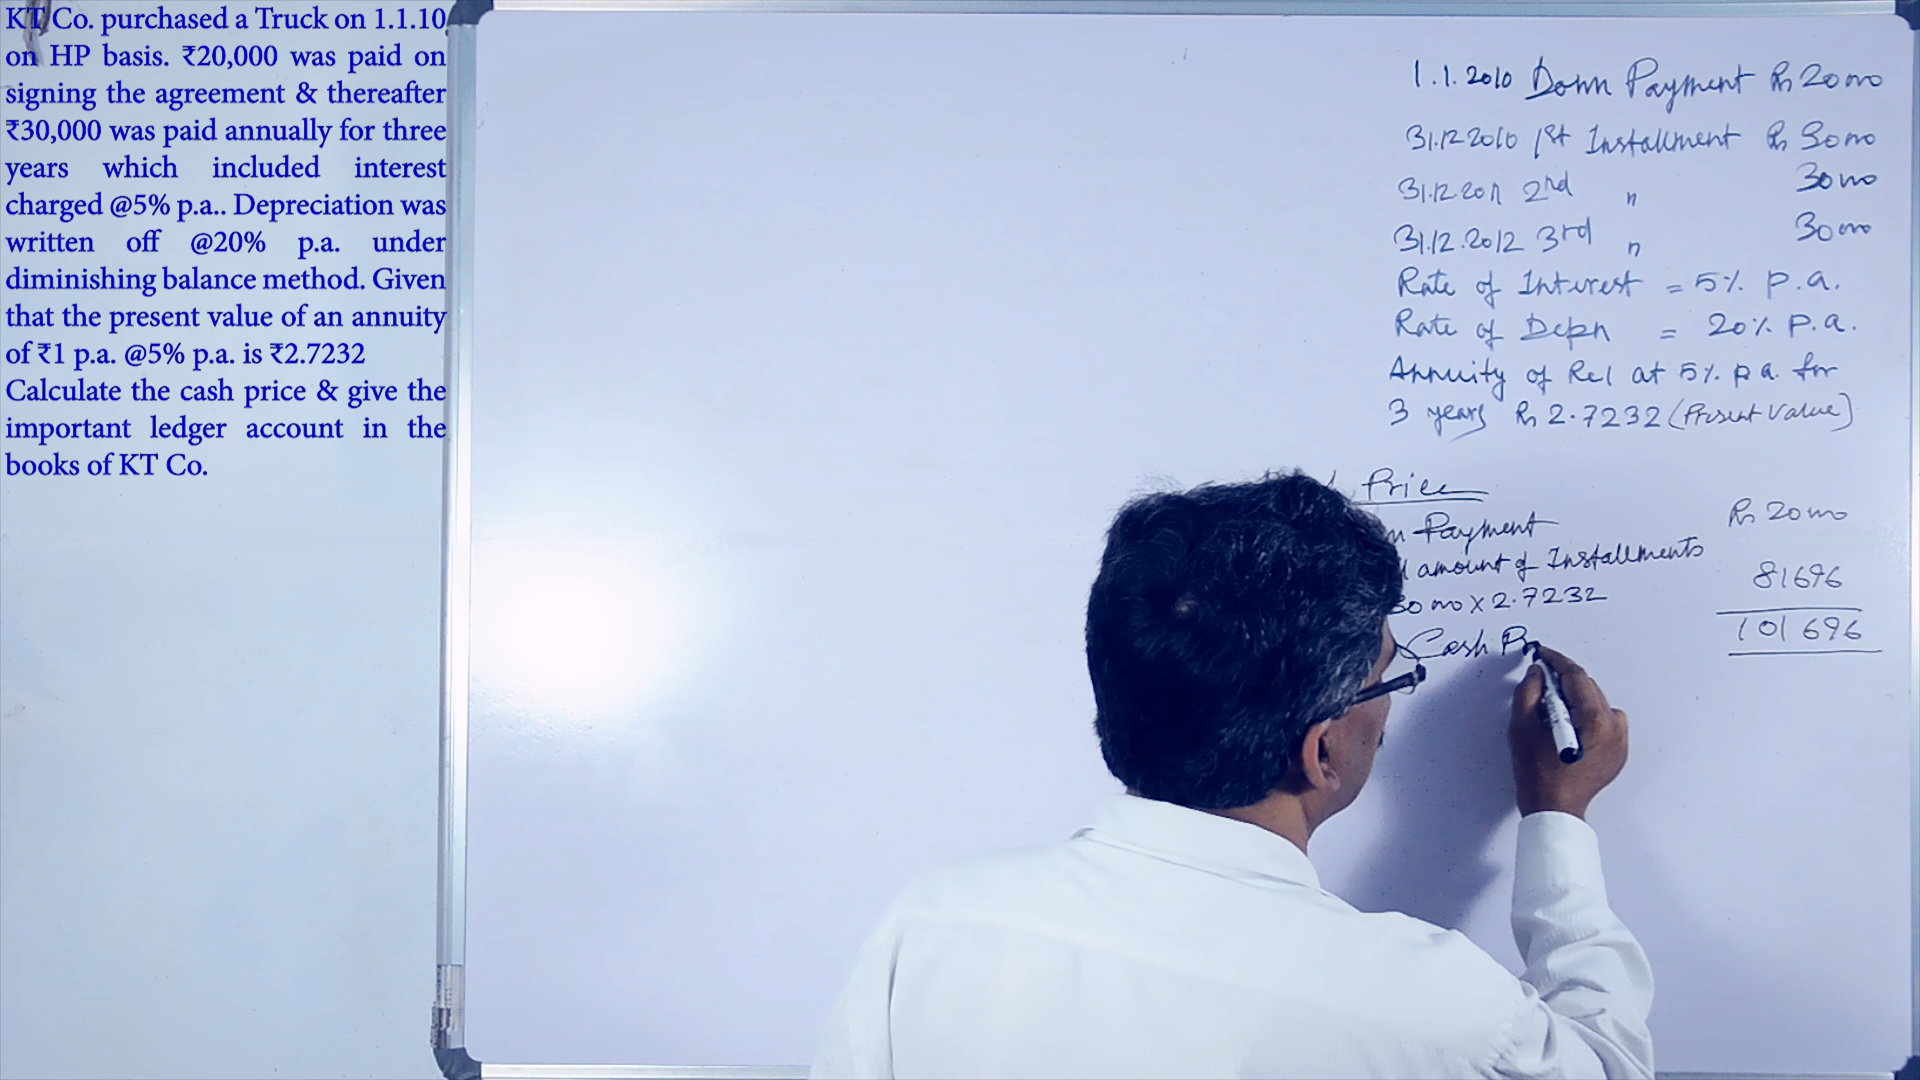 KT Co. purchased a Truck on 1.1.10
on HP basis. ₹20,000 was paid on
signing the agreement & thereafter
₹30,000 was paid annually for three
years which included interest
charged @5% p.a.. Depreciation was
written off @20% p.a. under
diminishing balance method. Given
that the present value of an annuity
of ₹1 p.a. @5% p.a. is ₹2.7232
Calculate the cash price & give the
important ledger account in the
books of KT Co.
1.1.2010 Down Payment Rs 20000
31.12.2010 1st Installment Rs 30000
31.12.2011 2nd " 30000
31.12.2012 3rd " 30000
Rate of Interest = 5% p.a.
Rate of Depn = 20% p.a.
Annuity of Re1 at 5% p.a. for
3 years Rs 2.7232 (Present Value)
Price
Payment Rs 20000
amount of Installments
81696
30000 x 2.7232
Cash 101696